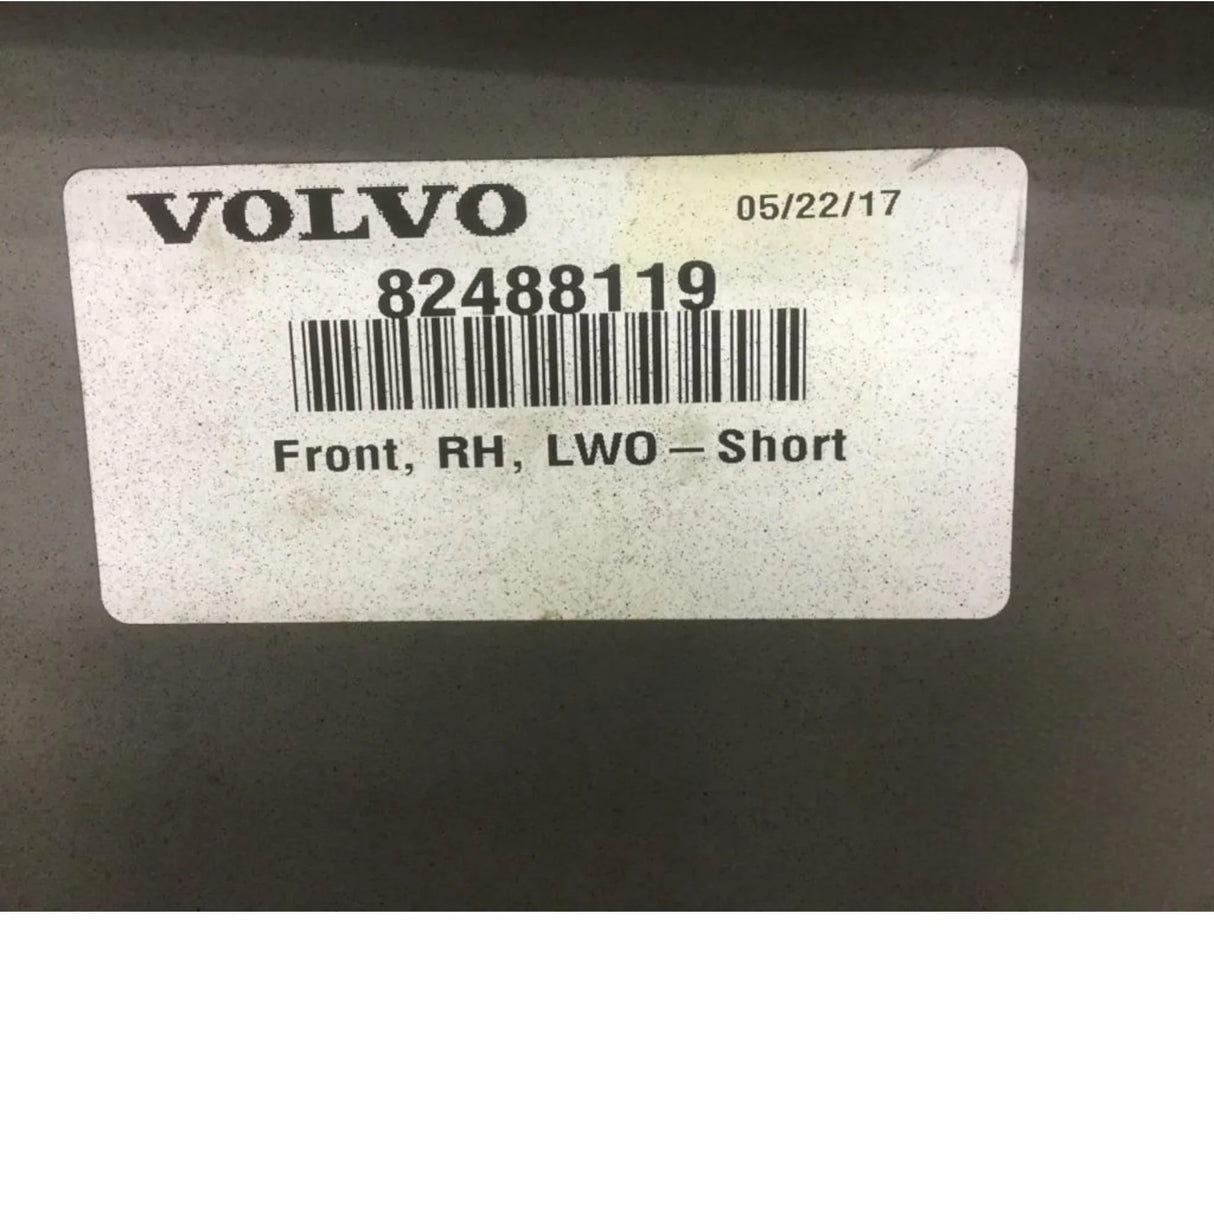 VOLVO 05/22/17
82488119
Front, RH, LWO – Short